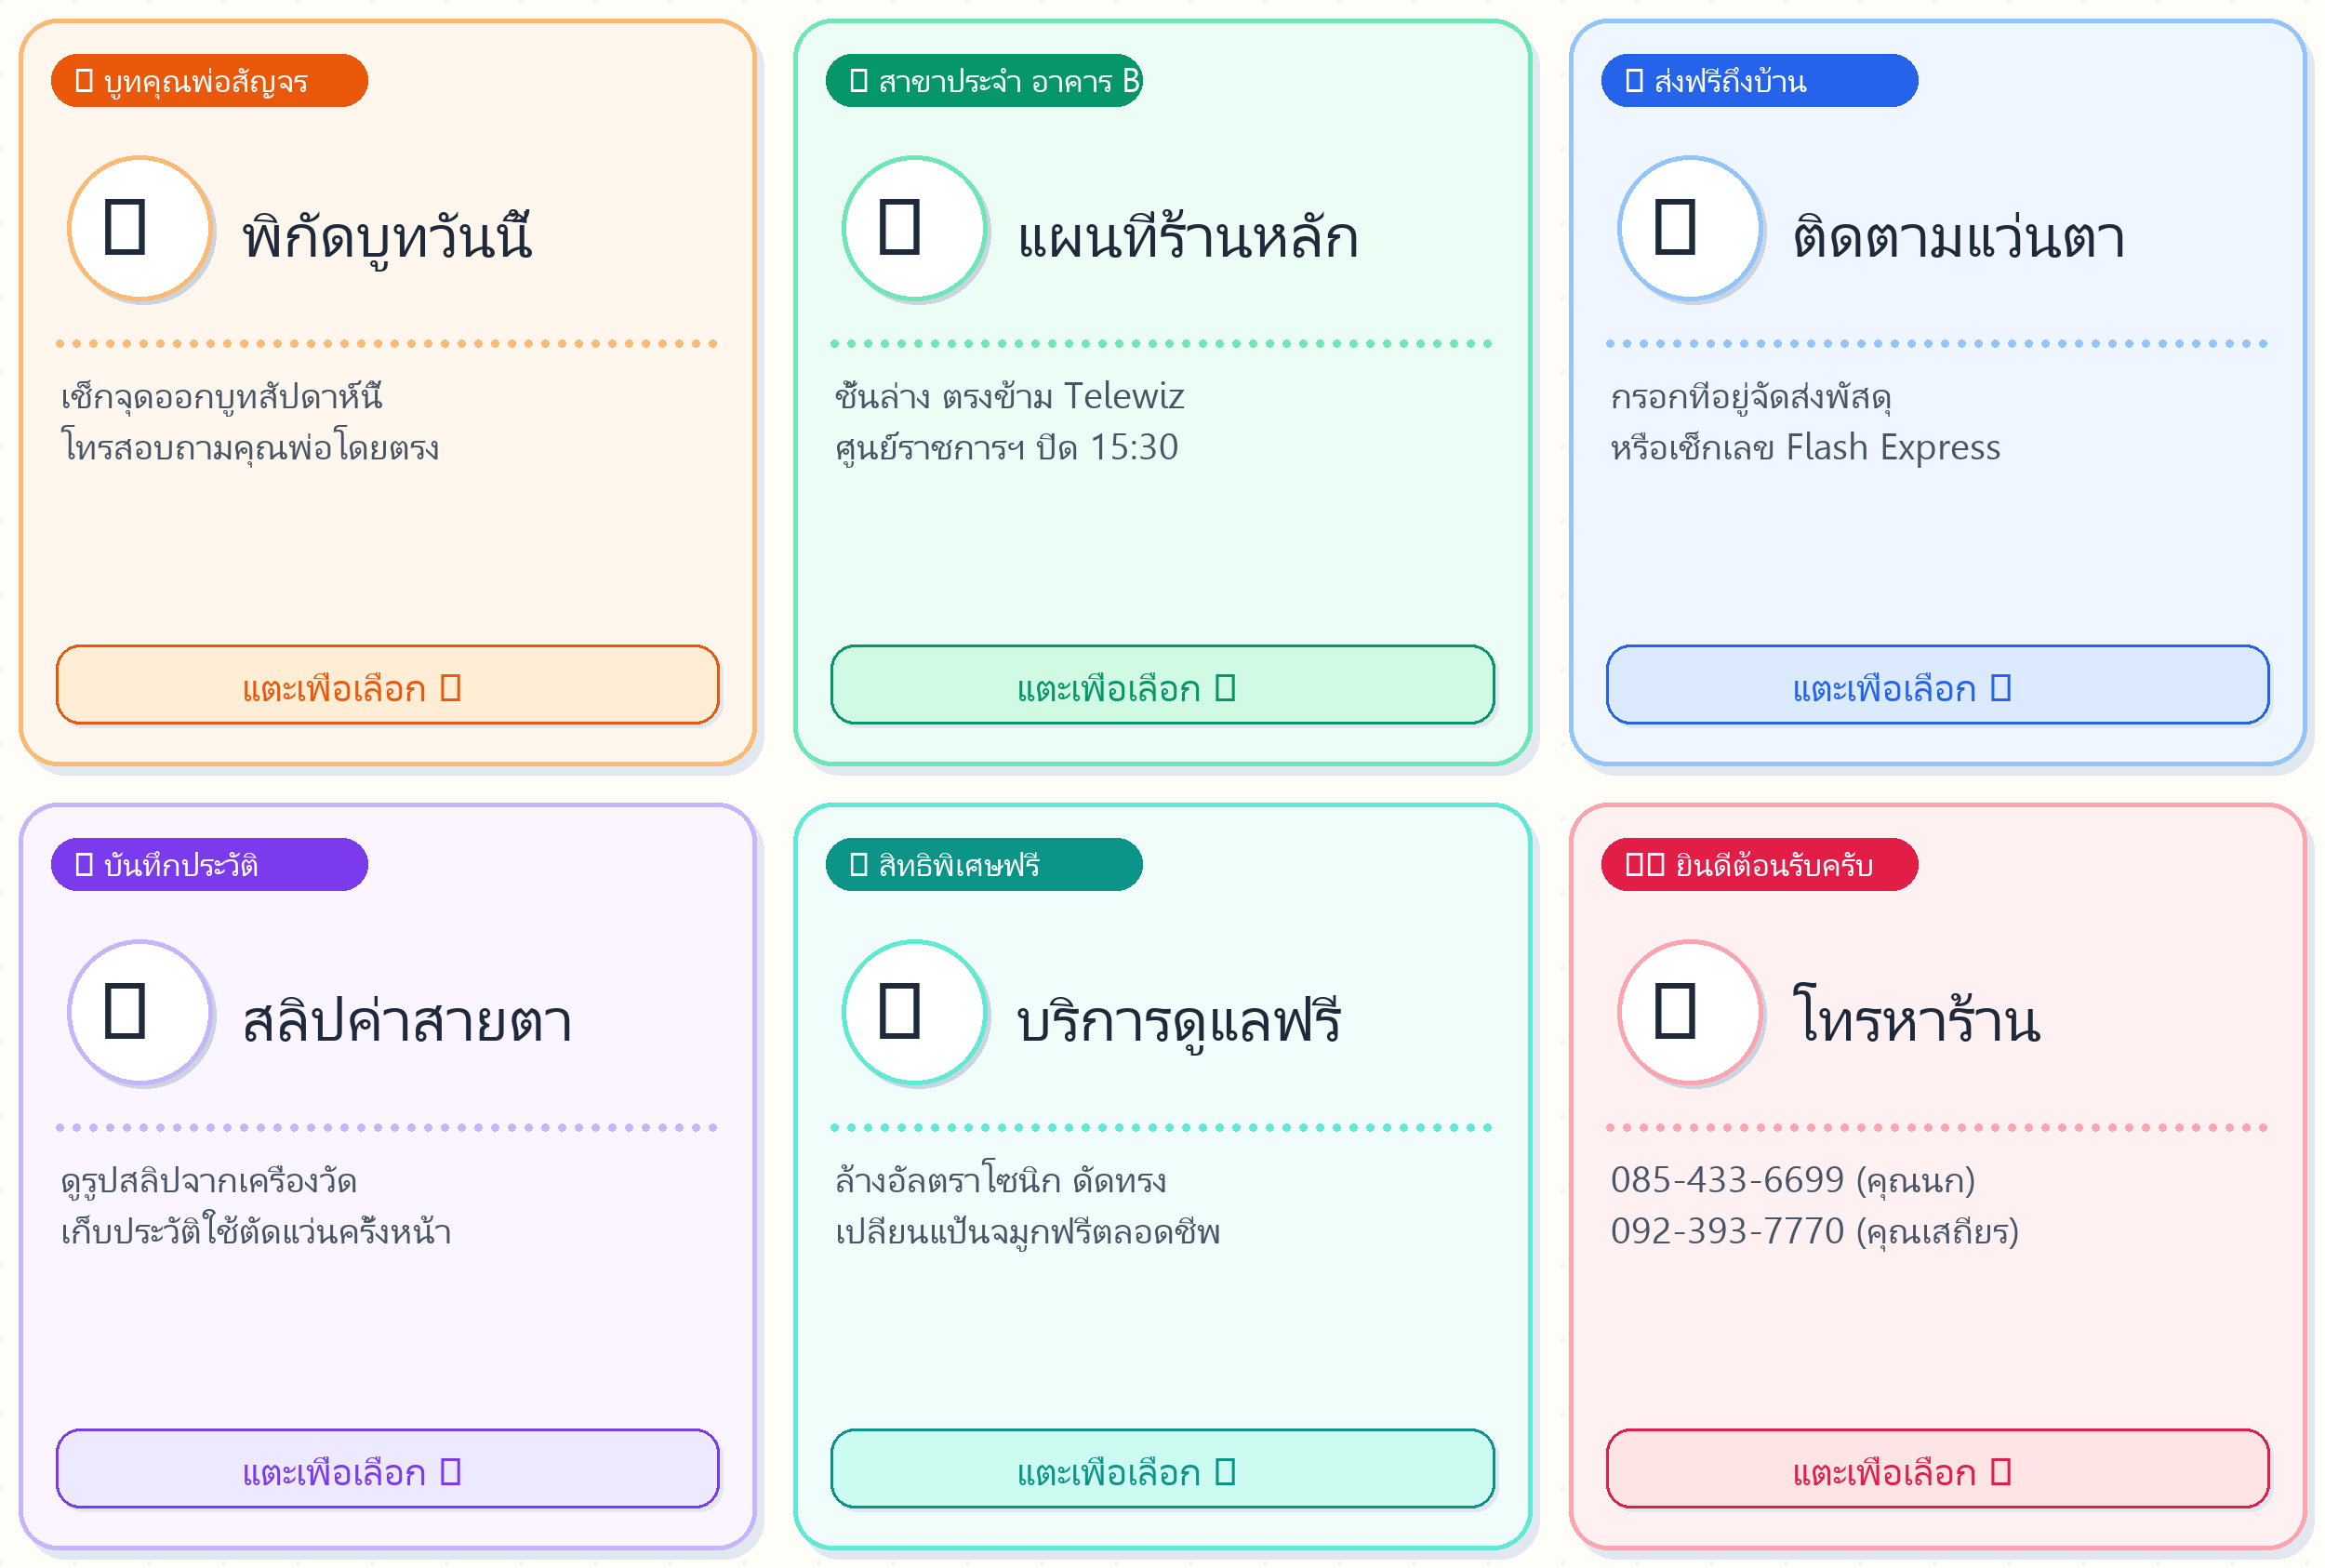 บูทคุณพ่อสัญจร
พิกัดบูทวันนี้
เช็กจุดออกบูทสัปดาห์นี้
โทรสอบถามคุณพ่อโดยตรง
แตะเพื่อเลือก
สาขาประจำ อาคาร B
แผนที่ร้านหลัก
ชั้นล่าง ตรงข้าม Telewiz
ศูนย์ราชการฯ ปิด 15:30
แตะเพื่อเลือก
ส่งฟรีถึงบ้าน
ติดตามแว่นตา
กรอกที่อยู่จัดส่งพัสดุ
หรือเช็กเลข Flash Express
แตะเพื่อเลือก
บันทึกประวัติ
สลิปค่าสายตา
ดูรูปสลิปจากเครื่องวัด
เก็บประวัติใช้ตัดแว่นครั้งหน้า
แตะเพื่อเลือก
สิทธิพิเศษฟรี
บริการดูแลฟรี
ล้างอัลตราโซนิก ดัดทรง
เปลี่ยนแป้นจมูกฟรีตลอดชีพ
แตะเพื่อเลือก
ยินดีต้อนรับครับ
โทรหาร้าน
085-433-6699 (คุณนก)
092-393-7770 (คุณเสถียร)
แตะเพื่อเลือก